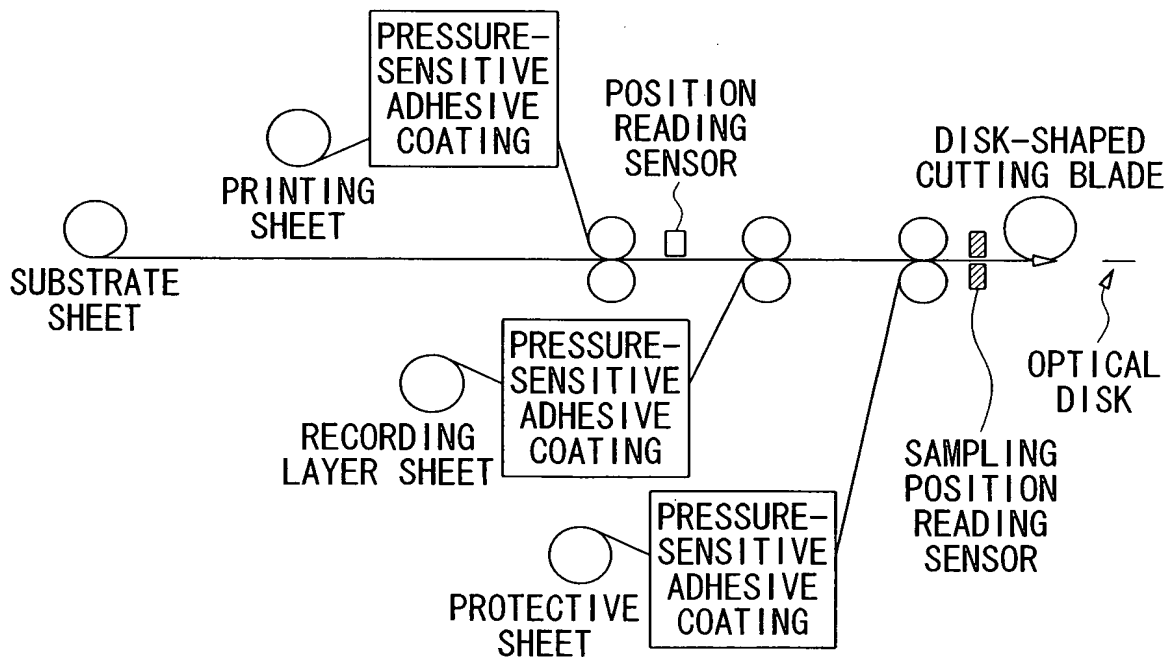 PRESSURE-
SENSITIVE
ADHESIVE
COATING
PRINTING
SHEET
POSITION
READING
SENSOR
DISK-SHAPED
CUTTING BLADE
SUBSTRATE
SHEET
PRESSURE-
SENSITIVE
ADHESIVE
COATING
RECORDING
LAYER SHEET
OPTICAL
DISK
SAMPLING
POSITION
READING
SENSOR
PRESSURE-
SENSITIVE
ADHESIVE
COATING
PROTECTIVE
SHEET